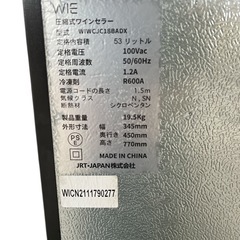 WIE
圧縮式ワインセラー
型式： WIWCJC168ADX
定格内容積 53 リットル
定格電圧 100Vac
定格周波数 50/60Hz
定格電流 1.2A
冷媒 R600A
電源コードの長さ 1.5m
気候クラス N , SN
断熱材 シクロペンタン
製品質量 19.5Kg
外形寸法 幅 345mm
奥行き 450mm
高さ 770mm
PS
E
MADE IN CHINA
JRT-JAPAN株式会社
WICN2111790277